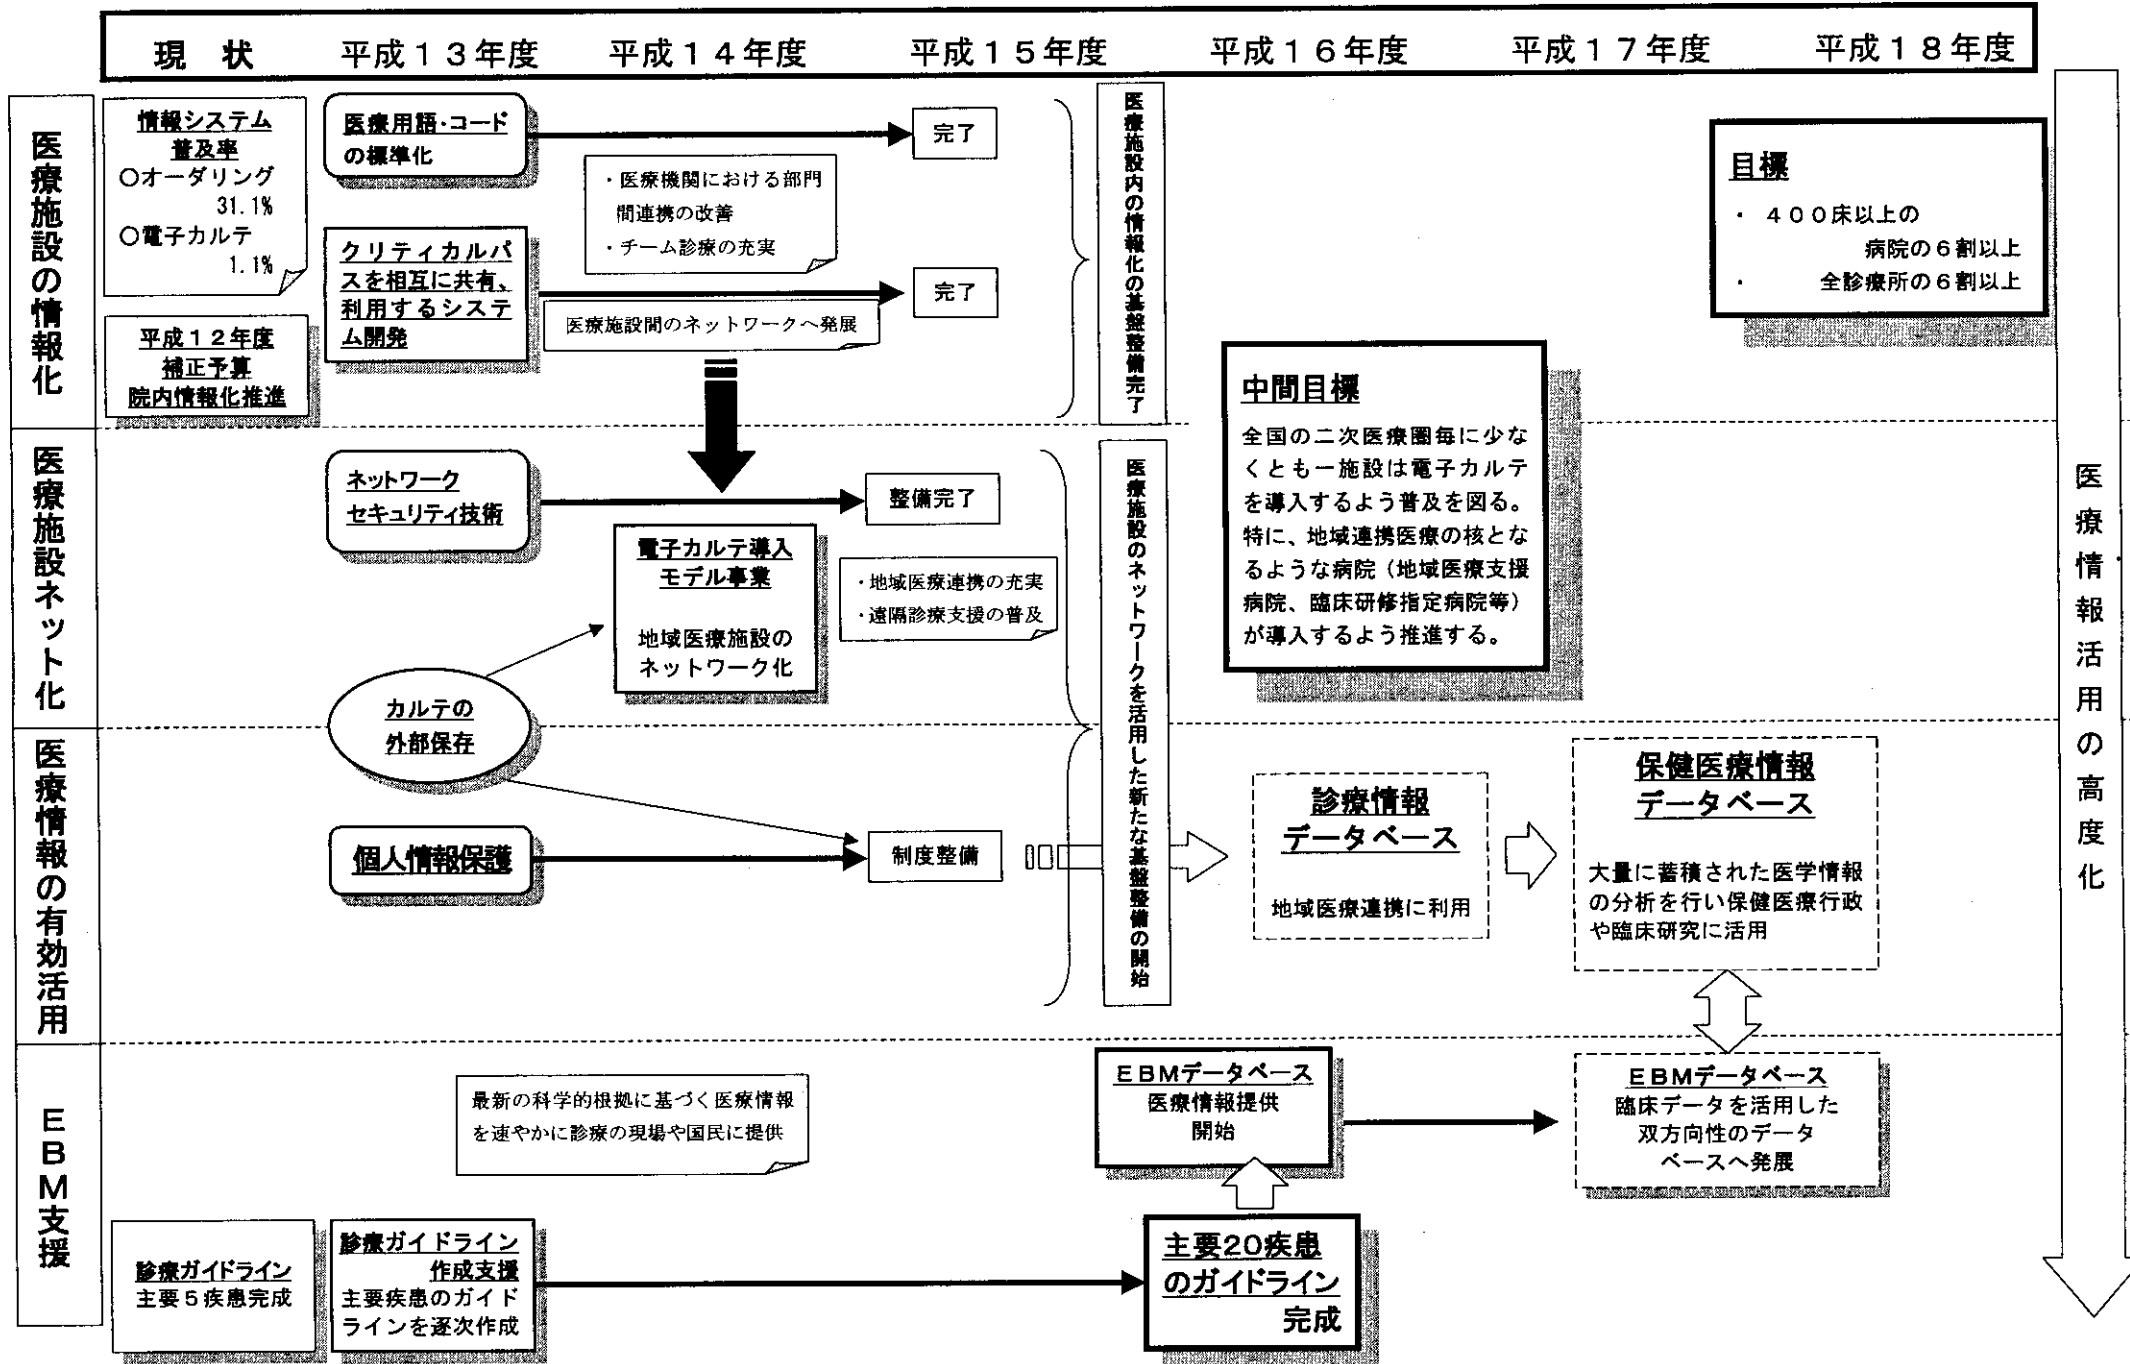 現　状　平成１３年度　平成１４年度　平成１５年度　平成１６年度　平成１７年度　平成１８年度
医療施設の情報化
情報システム
普及率
○オーダリング
31.1%
○電子カルテ
1.1%
平成１２年度
補正予算
院内情報化推進
医療用語・コード
の標準化
完了
・医療機関における部門
間連携の改善
・チーム診療の充実
クリティカルパ
スを相互に共有、
利用するシステ
ム開発
完了
医療施設間のネットワークへ発展
医療施設内の情報化の基盤整備完了
目標
・４００床以上の
病院の６割以上
・全診療所の６割以上
中間目標
全国の二次医療圏毎に少な
くとも一施設は電子カルテ
を導入するよう普及を図る。
特に、地域連携医療の核とな
るような病院（地域医療支援
病院、臨床研修指定病院等）
が導入するよう推進する。
医療施設ネット化
ネットワーク
セキュリティ技術
整備完了
電子カルテ導入
モデル事業
地域医療施設の
ネットワーク化
・地域医療連携の充実
・遠隔診療支援の普及
カルテの
外部保存
医療施設のネットワークを活用した新たな基盤整備の開始
医療情報の有効活用
個人情報保護
制度整備
診療情報
データベース
地域医療連携に利用
保健医療情報
データベース
大量に蓄積された医学情報
の分析を行い保健医療行政
や臨床研究に活用
ＥＢＭ支援
最新の科学的根拠に基づく医療情報
を速やかに診療の現場や国民に提供
ＥＢＭデータベース
医療情報提供
開始
ＥＢＭデータベース
臨床データを活用した
双方向性のデータ
ベースへ発展
診療ガイドライン
主要５疾患完成
診療ガイドライン
作成支援
主要疾患のガイド
ラインを逐次作成
主要20疾患
のガイドライン
完成
医療情報活用の高度化